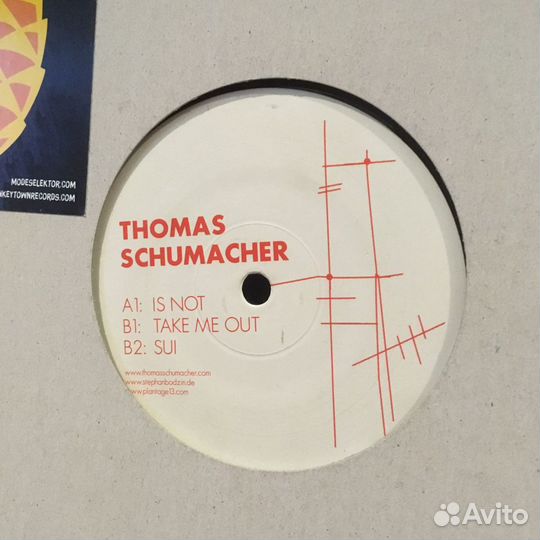 MODESELEKTOR.COM
NKEYTOWNRECORDS.COM
THOMAS
SCHUMACHER
A1: IS NOT
B1: TAKE ME OUT
B2: SUI
www.thomasschumacher.com
www.stephanbodzin.de
www.plantage13.com
Avito